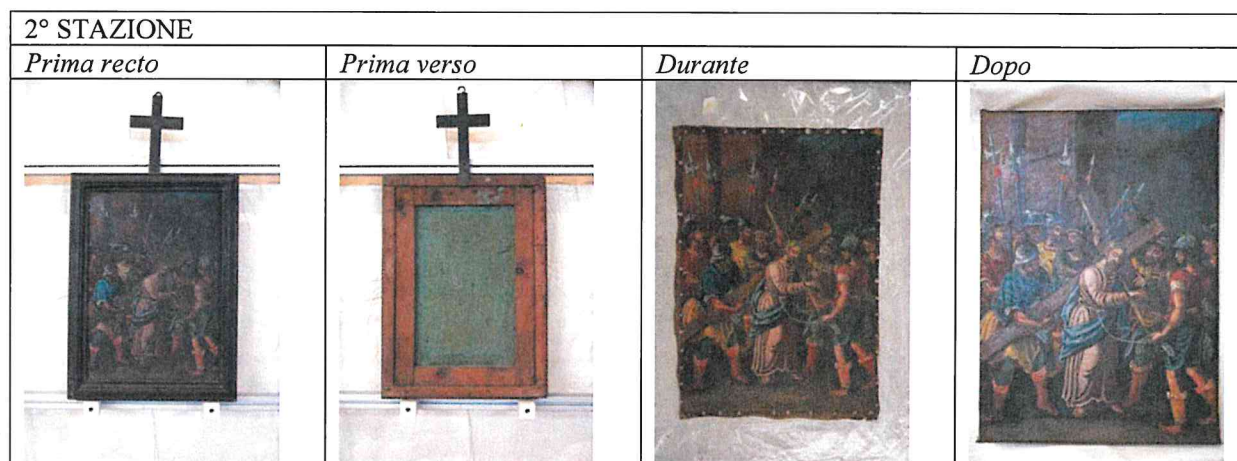 2° STAZIONE
Prima recto
Prima verso
Durante
Dopo